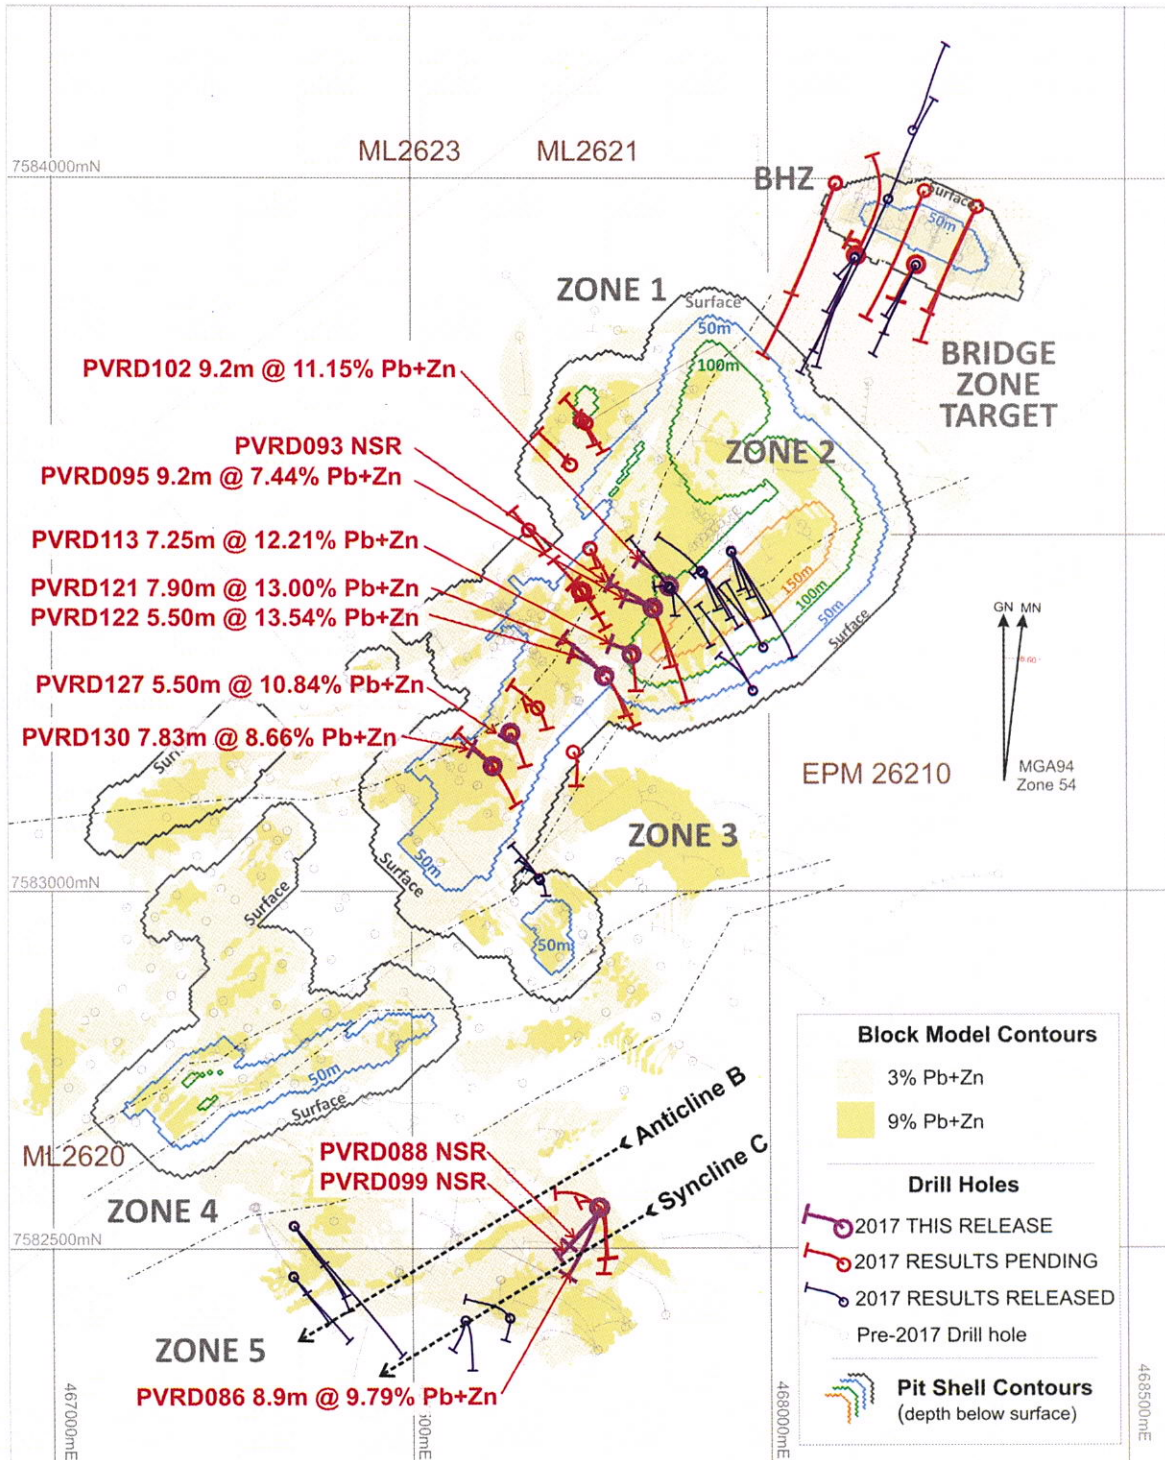 ML2623
ML2621
7584000mN
BHZ
Surface
50m
ZONE 1
Surface
50m
100m
BRIDGE
ZONE
TARGET
PVRD102 9.2m @ 11.15% Pb+Zn
PVRD093 NSR
PVRD095 9.2m @ 7.44% Pb+Zn
ZONE 2
PVRD113 7.25m @ 12.21% Pb+Zn
PVRD121 7.90m @ 13.00% Pb+Zn
PVRD122 5.50m @ 13.54% Pb+Zn
150m
100m
50m
Surface
GN MN
PVRD127 5.50m @ 10.84% Pb+Zn
PVRD130 7.83m @ 8.66% Pb+Zn
EPM 26210
MGA94
Zone 54
ZONE 3
50m
Surface
7583000mN
Surface
50m
50m
Surface
ML2620
Anticline B
Syncline C
PVRD088 NSR
PVRD099 NSR
ZONE 4
7582500mN
ZONE 5
PVRD086 8.9m @ 9.79% Pb+Zn
467000mE
468000mE
468500mE
Block Model Contours
3% Pb+Zn
9% Pb+Zn
Drill Holes
2017 THIS RELEASE
2017 RESULTS PENDING
2017 RESULTS RELEASED
Pre-2017 Drill hole
Pit Shell Contours
(depth below surface)